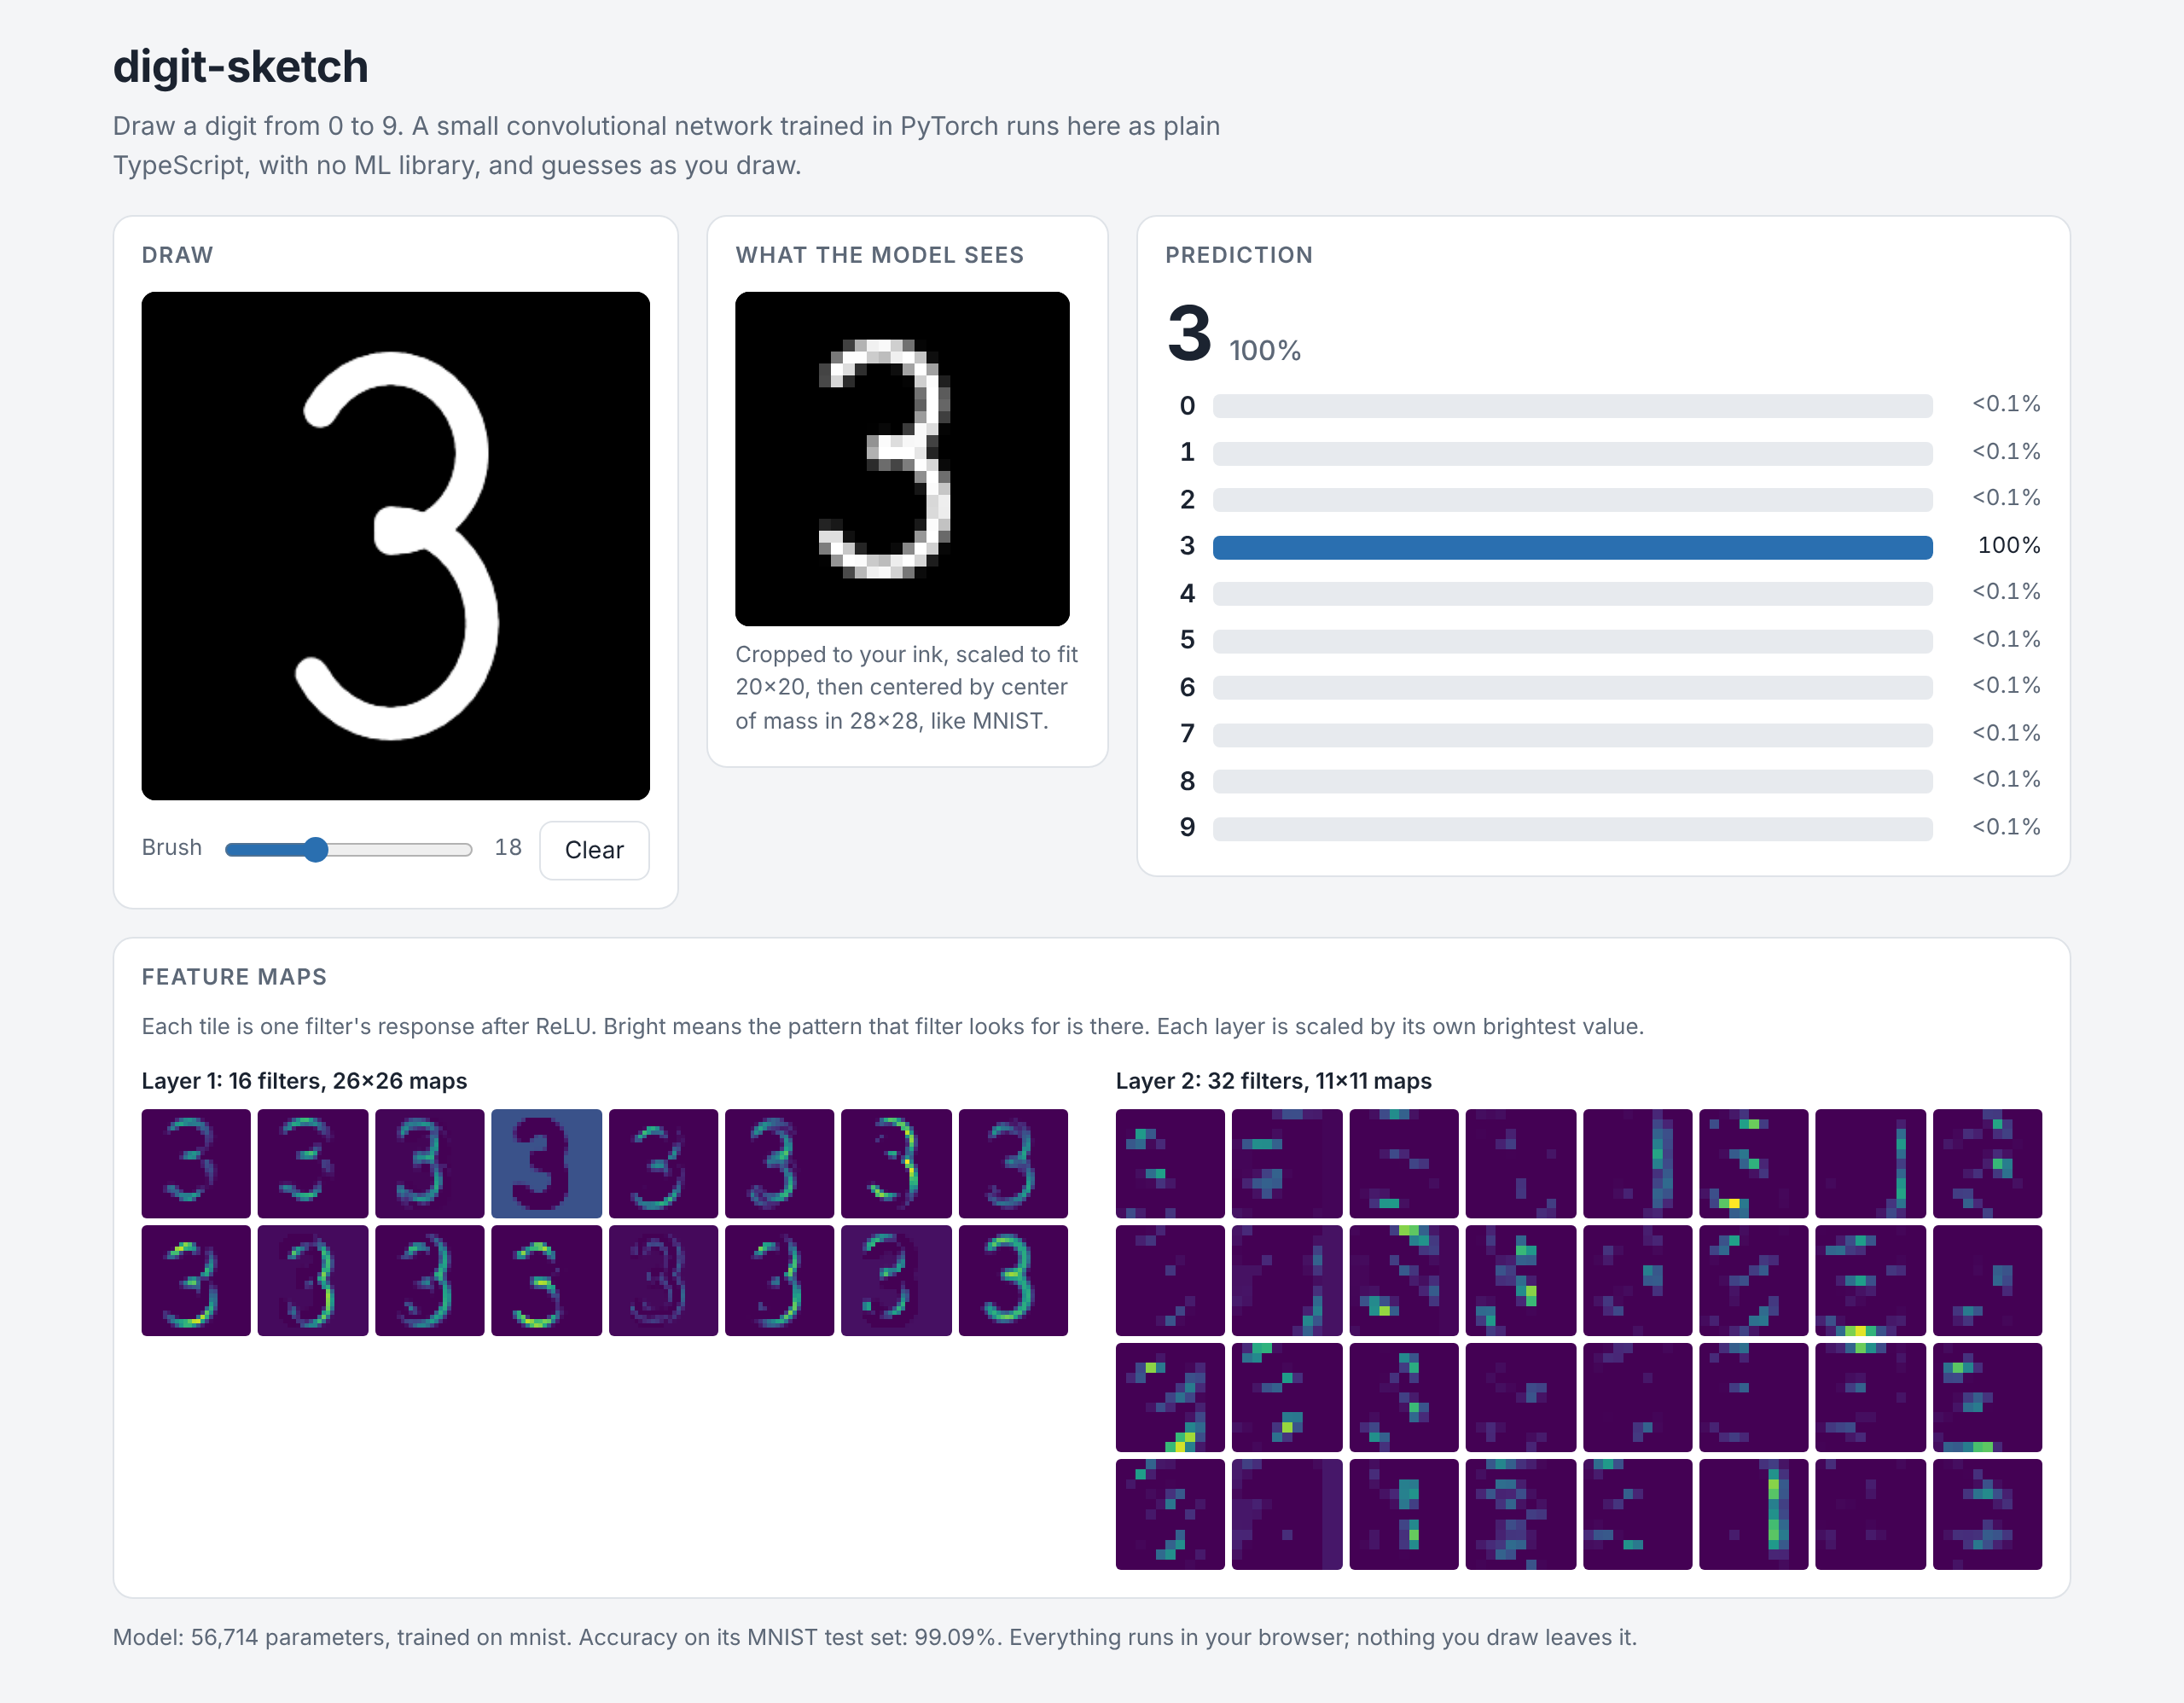 digit-sketch
Draw a digit from 0 to 9. A small convolutional network trained in PyTorch runs here as plain
TypeScript, with no ML library, and guesses as you draw.
DRAW
3
Brush
18
Clear
WHAT THE MODEL SEES
3
Cropped to your ink, scaled to fit
20×20, then centered by center
of mass in 28×28, like MNIST.
PREDICTION
3 100%
0 <0.1%
1 <0.1%
2 <0.1%
3 100%
4 <0.1%
5 <0.1%
6 <0.1%
7 <0.1%
8 <0.1%
9 <0.1%
FEATURE MAPS
Each tile is one filter's response after ReLU. Bright means the pattern that filter looks for is there. Each layer is scaled by its own brightest value.
Layer 1: 16 filters, 26×26 maps
Layer 2: 32 filters, 11×11 maps
Model: 56,714 parameters, trained on mnist. Accuracy on its MNIST test set: 99.09%. Everything runs in your browser; nothing you draw leaves it.